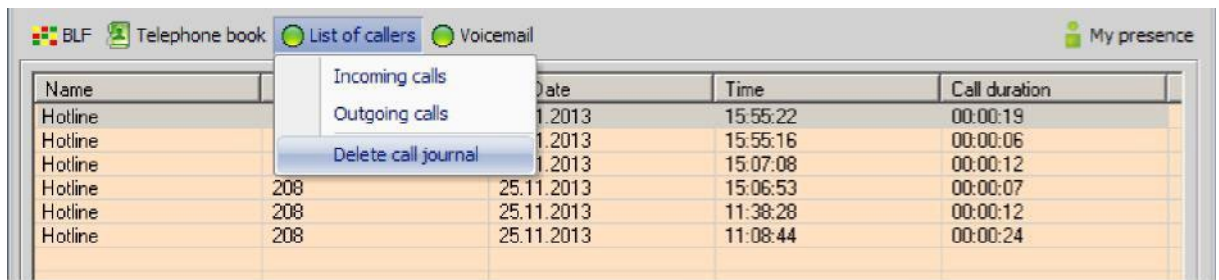 BLF Telephone book List of callers Voicemail My presence
Incoming calls
Outgoing calls
Delete call journal
Name Date Time Call duration
Hotline 1.2013 15:55:22 00:00:19
Hotline 1.2013 15:55:16 00:00:06
Hotline 1.2013 15:07:08 00:00:12
Hotline 208 25.11.2013 15:06:53 00:00:07
Hotline 208 25.11.2013 11:38:28 00:00:12
Hotline 208 25.11.2013 11:08:44 00:00:24